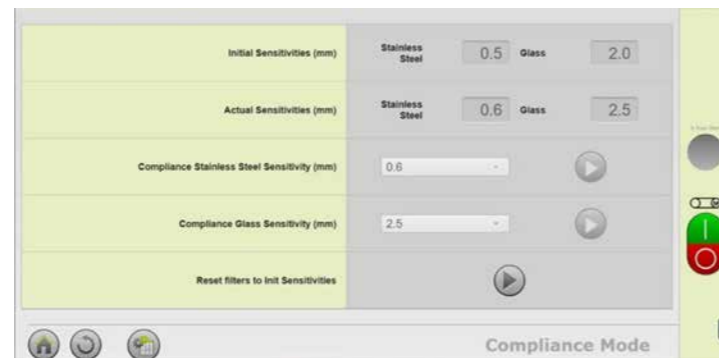 Initial Sensitivities (mm)
Stainless Steel
0.5
Glass
2.0
Actual Sensitivities (mm)
Stainless Steel
0.6
Glass
2.5
Compliance Stainless Steel Sensitivity (mm)
0.6
Compliance Glass Sensitivity (mm)
2.5
Reset filters to Init Sensitivities
Compliance Mode